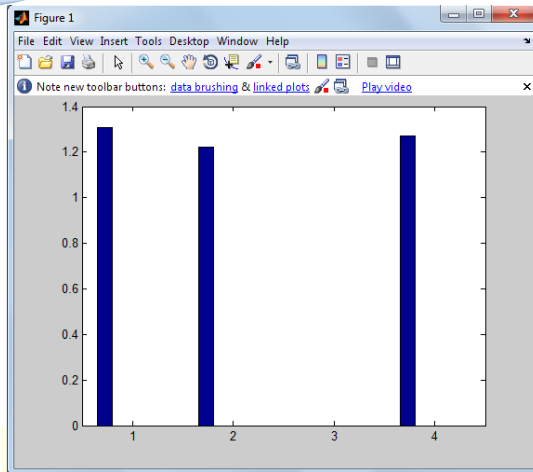 Figure 1
File Edit View Insert Tools Desktop Window Help
Note new toolbar buttons: data brushing & linked plots Play video
1.4
1.2
1
0.8
0.6
0.4
0.2
0
1 2 3 4